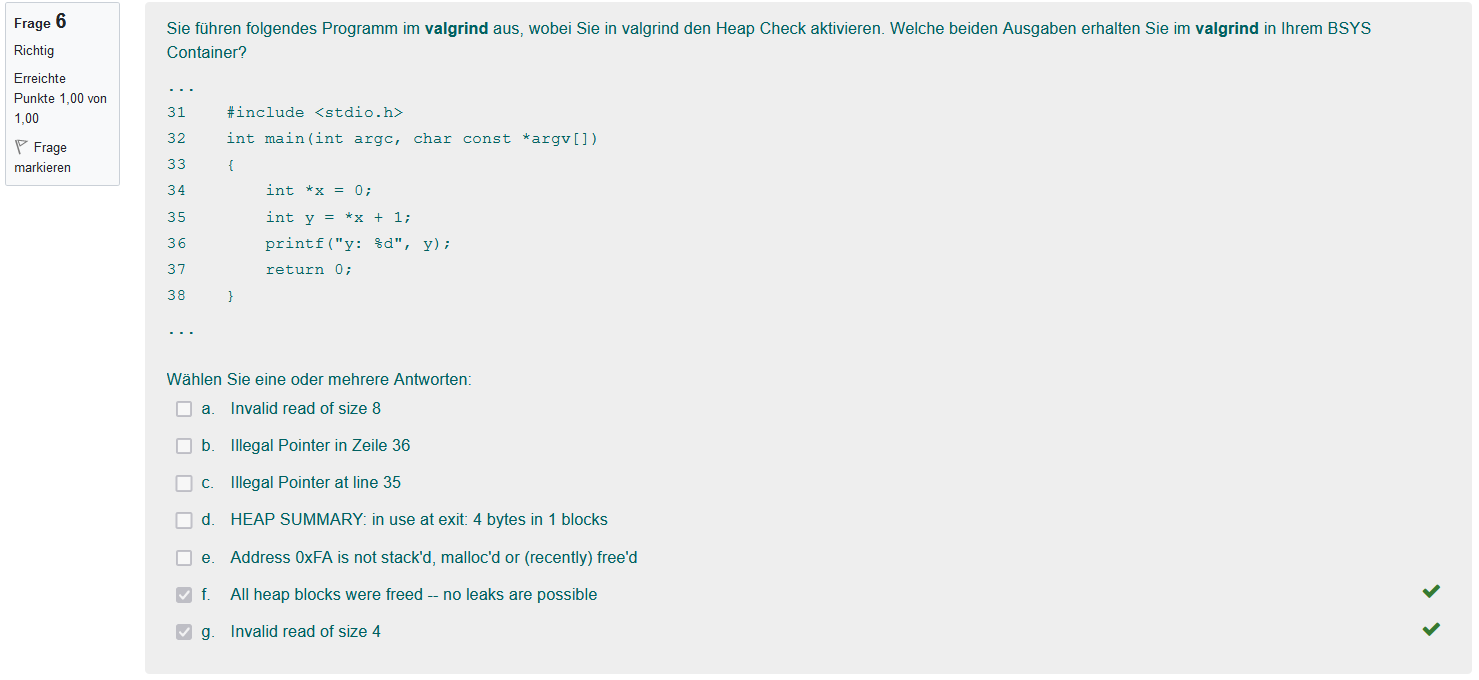 Frage 6
Richtig
Erreichte
Punkte 1,00 von
1,00
Frage
markieren
Sie führen folgendes Programm im valgrind aus, wobei Sie in valgrind den Heap Check aktivieren. Welche beiden Ausgaben erhalten Sie im valgrind in Ihrem BSYS
Container?
...
31 #include <stdio.h>
32 int main(int argc, char const *argv[])
33 {
34 int *x = 0;
35 int y = *x + 1;
36 printf("y: %d", y);
37 return 0;
38 }
...
Wählen Sie eine oder mehrere Antworten:
a. Invalid read of size 8
b. Illegal Pointer in Zeile 36
c. Illegal Pointer at line 35
d. HEAP SUMMARY: in use at exit: 4 bytes in 1 blocks
e. Address 0xFA is not stack'd, malloc'd or (recently) free'd
f. All heap blocks were freed -- no leaks are possible
g. Invalid read of size 4